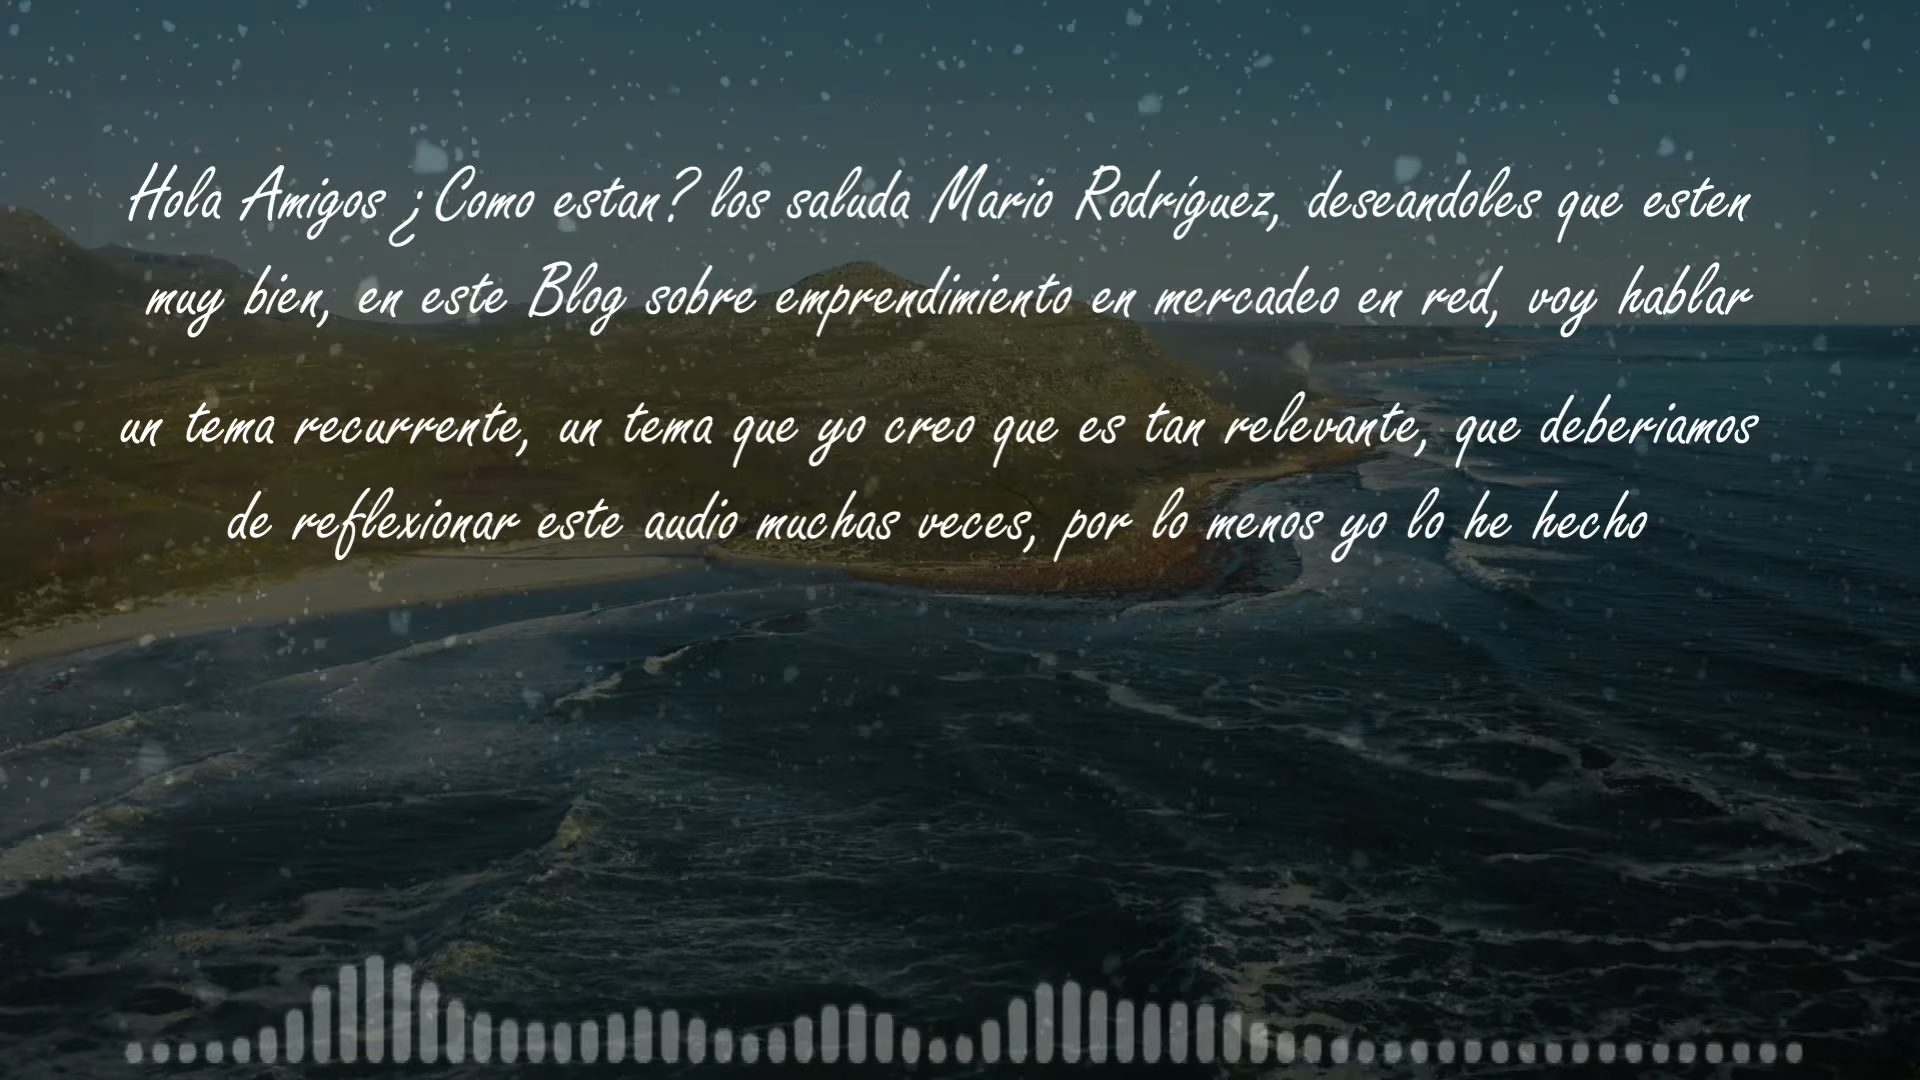 Hola Amigos ¿Como estan? los saluda Mario Rodríguez, deseandoles que esten
muy bien, en este Blog sobre emprendimiento en mercadeo en red, voy hablar
un tema recurrente, un tema que yo creo que es tan relevante, que deberiamos
de reflexionar este audio muchas veces, por lo menos yo lo he hecho